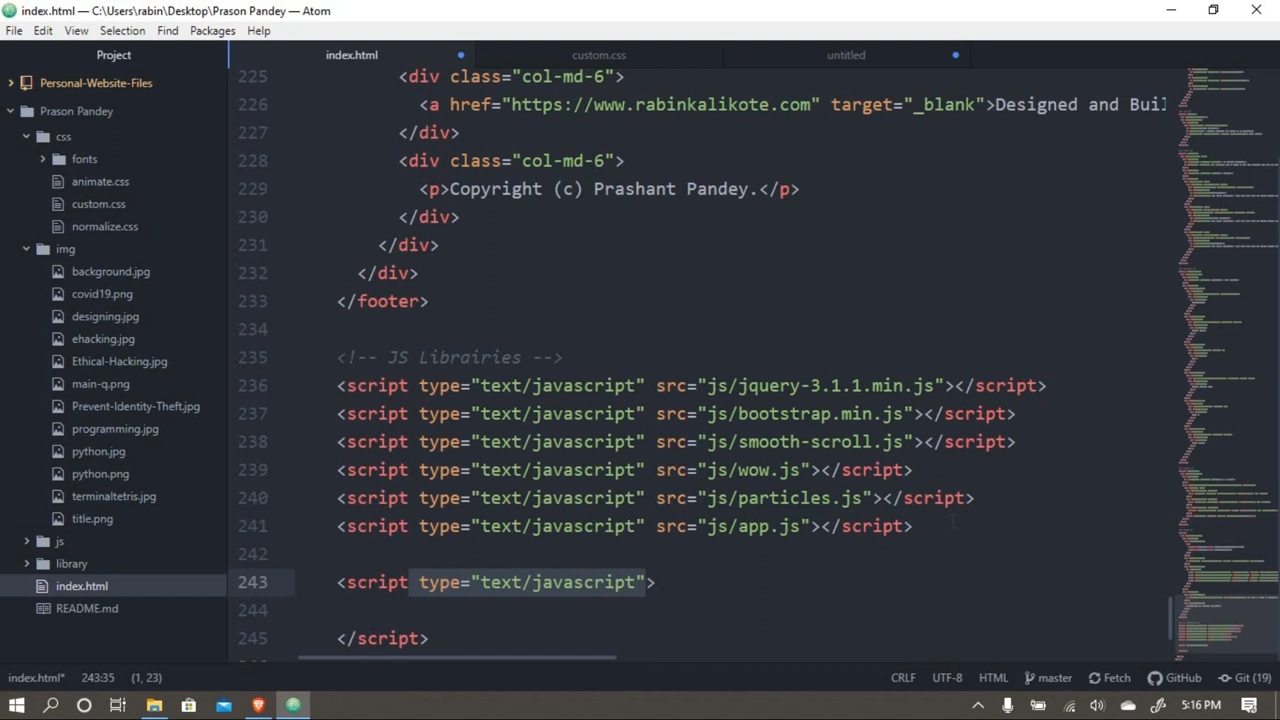 index.html — C:\Users\rabin\Desktop\Prason Pandey — Atom
File Edit View Selection Find Packages Help
Project
index.html
custom.css
untitled
Personal-Website-Files
Prason Pandey
css
fonts
animate.css
custom.css
normalize.css
img
background.jpg
covid19.png
designing.jpg
ehacking.jpg
Ethical-Hacking.jpg
main-q.png
Prevent-Identity-Theft.jpg
programming.jpg
python.jpg
python.png
terminaltetris.jpg
title.png
js
library
index.html
README.md
225 <div class="col-md-6">
226 <a href="https://www.rabinkalikote.com" target="_blank">Designed and Buil
227 </div>
228 <div class="col-md-6">
229 <p>Copyright (c) Prashant Pandey.</p>
230 </div>
231 </div>
232 </div>
233 </footer>
234
235 <!-- JS Librairies -->
236 <script type="text/javascript" src="js/jquery-3.1.1.min.js"></script>
237 <script type="text/javascript" src="js/bootstrap.min.js"></script>
238 <script type="text/javascript" src="js/smooth-scroll.js"></script>
239 <script type="text/javascript" src="js/wow.js"></script>
240 <script type="text/javascript" src="js/particles.js"></script>
241 <script type="text/javascript" src="js/app.js"></script>
242
243 <script type="text/javascript">
244
245 </script>
index.html* 243:35 (1, 23) CRLF UTF-8 HTML master Fetch GitHub Git (19)
5:16 PM